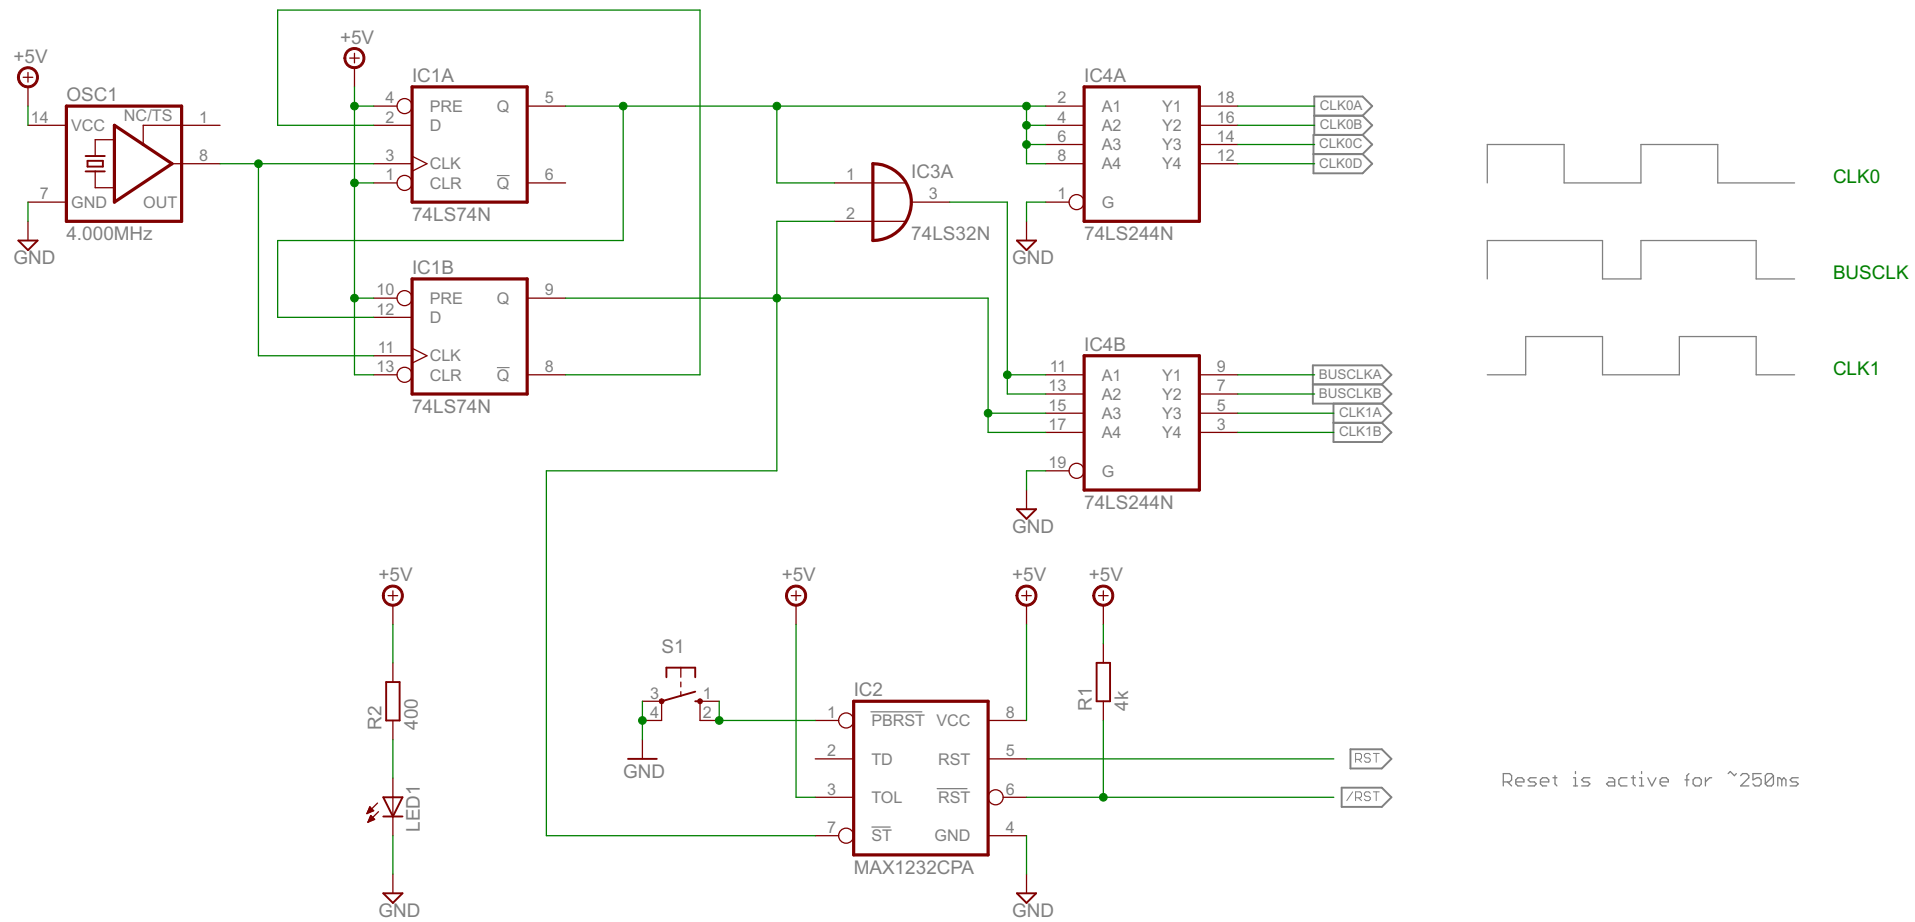 +5V
OSC1
14
VCC
NC/TS
1
8
7
GND
OUT
4.000MHz
GND
+5V
IC1A
4
PRE
Q
5
2
D
3
CLK
1
CLR
Q
6
74LS74N
IC1B
10
PRE
Q
9
12
D
11
CLK
13
CLR
Q
8
74LS74N
1
2
IC3A
3
74LS32N
IC4A
2
A1
Y1
18
CLK0A
4
A2
Y2
16
CLK0B
6
A3
Y3
14
CLK0C
8
A4
Y4
12
CLK0D
1
G
74LS244N
GND
IC4B
11
A1
Y1
9
BUSCLKA
13
A2
Y2
7
BUSCLKB
15
A3
Y3
5
CLK1A
17
A4
Y4
3
CLK1B
19
G
74LS244N
GND
CLK0
BUSCLK
CLK1
+5V
R2
400
LED1
GND
S1
3
1
4
2
GND
+5V
+5V
+5V
R1
4k
IC2
1
PBRST
VCC
8
2
TD
RST
5
RST
3
TOL
RST
6
/RST
7
ST
GND
4
MAX1232CPA
GND
Reset is active for ~250ms